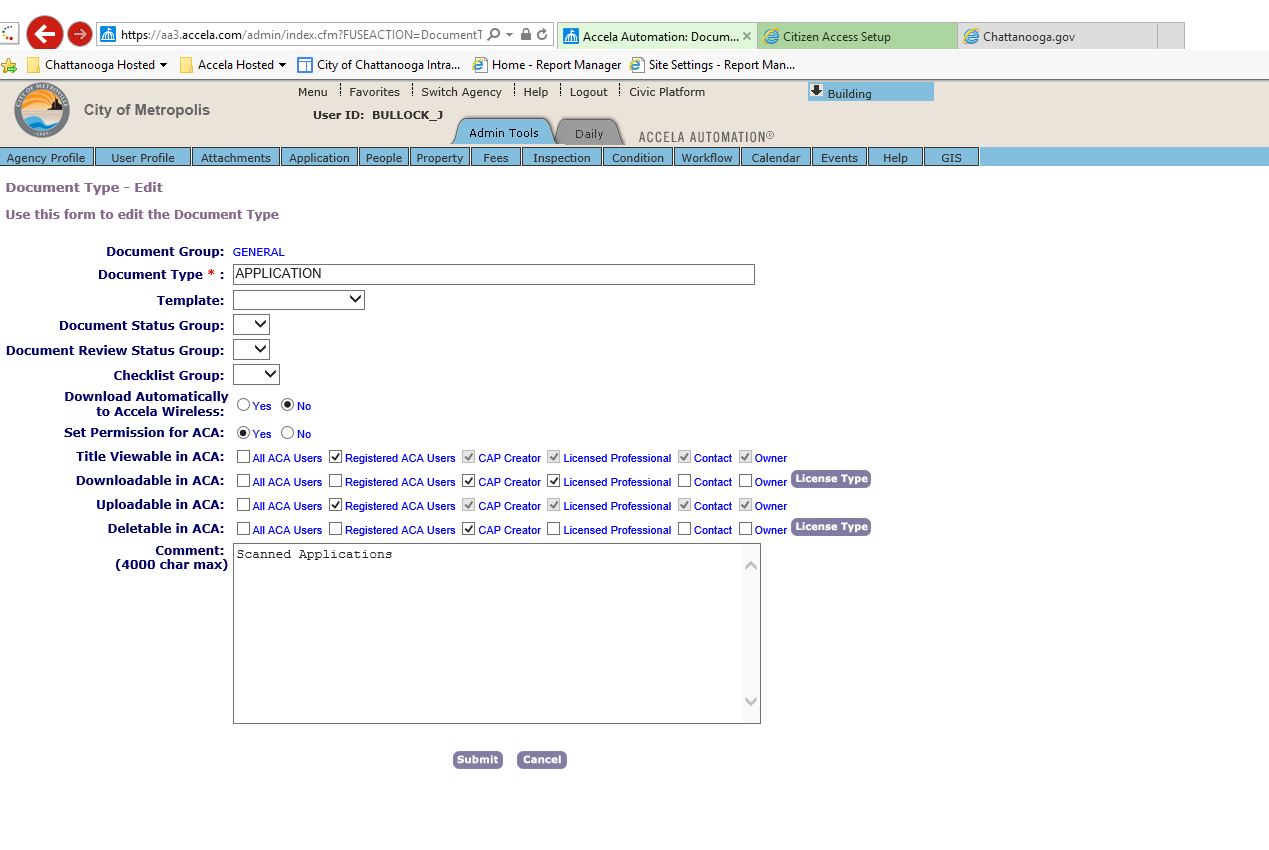 https://aa3.accela.com/admin/index.cfm?FUSEACTION=DocumentT Accela Automation: Docum... Citizen Access Setup Chattanooga.gov
Chattanooga Hosted Accela Hosted City of Chattanooga Intra... Home - Report Manager Site Settings - Report Man...
Menu Favorites Switch Agency Help Logout Civic Platform Building
City of Metropolis
User ID: BULLOCK_J
Admin Tools Daily ACCELA AUTOMATION®
Agency Profile User Profile Attachments Application People Property Fees Inspection Condition Workflow Calendar Events Help GIS
Document Type - Edit
Use this form to edit the Document Type
Document Group: GENERAL
Document Type * : APPLICATION
Template:
Document Status Group:
Document Review Status Group:
Checklist Group:
Download Automatically
to Accela Wireless: Yes No
Set Permission for ACA: Yes No
Title Viewable in ACA: All ACA Users Registered ACA Users CAP Creator Licensed Professional Contact Owner
Downloadable in ACA: All ACA Users Registered ACA Users CAP Creator Licensed Professional Contact Owner License Type
Uploadable in ACA: All ACA Users Registered ACA Users CAP Creator Licensed Professional Contact Owner
Deletable in ACA: All ACA Users Registered ACA Users CAP Creator Licensed Professional Contact Owner License Type
Comment: Scanned Applications
(4000 char max)
Submit Cancel